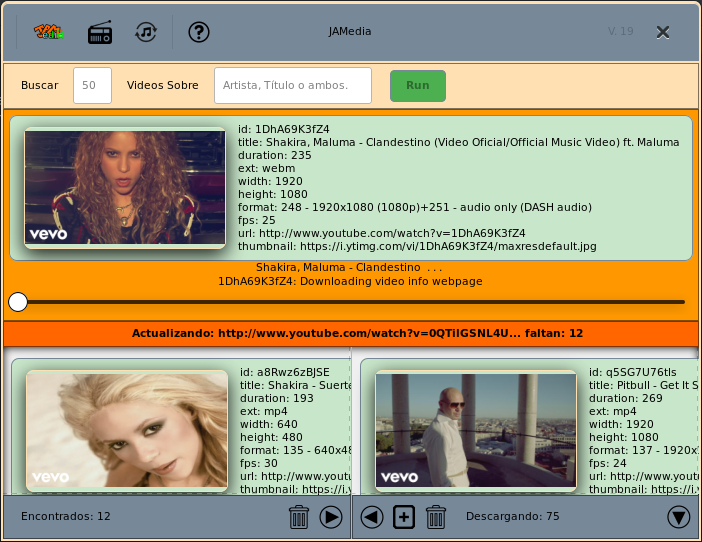 JAMedia
V. 19
Buscar
50
Videos Sobre
Artista, Título o ambos.
Run
id: 1DhA69K3fZ4
title: Shakira, Maluma - Clandestino (Video Oficial/Official Music Video) ft. Maluma
duration: 235
ext: webm
width: 1920
height: 1080
format: 248 - 1920x1080 (1080p)+251 - audio only (DASH audio)
fps: 25
url: http://www.youtube.com/watch?v=1DhA69K3fZ4
thumbnail: https://i.ytimg.com/vi/1DhA69K3fZ4/maxresdefault.jpg
vevo
Shakira, Maluma - Clandestino . . .
1DhA69K3fZ4: Downloading video info webpage
Actualizando: http://www.youtube.com/watch?v=0QTilGSNL4U... faltan: 12
id: a8Rwz6zBJSE
title: Shakira - Suerte
duration: 193
ext: mp4
width: 640
height: 480
format: 135 - 640x48
fps: 30
url: http://www.yout
thumbnail: https://i.y
vevo
id: q5SG7U76tls
title: Pitbull - Get It S
duration: 269
ext: mp4
width: 1920
height: 1080
format: 137 - 1920x
fps: 24
url: http://www.yout
thumbnail: https://i.y
vevo
Encontrados: 12
Descargando: 75